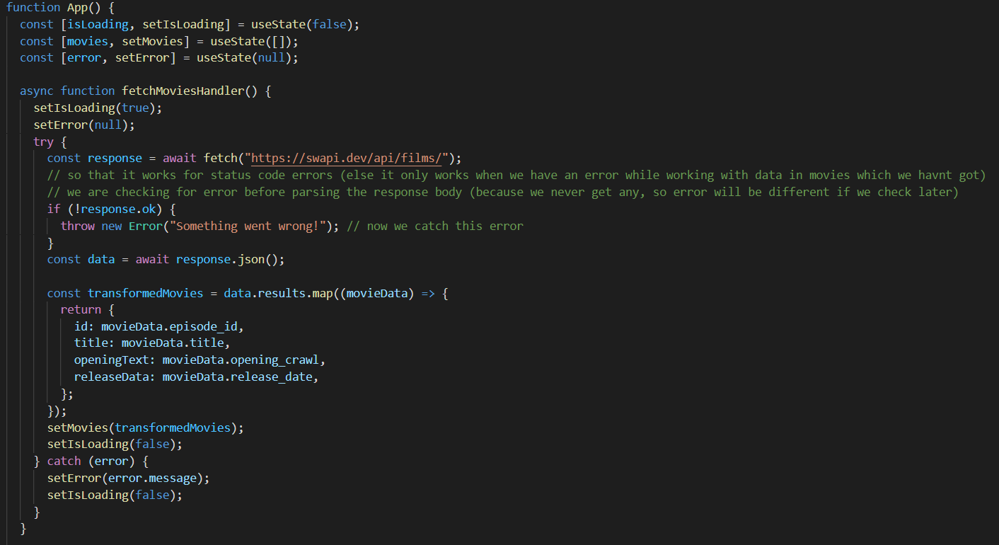 function App() {
  const [isLoading, setIsLoading] = useState(false);
  const [movies, setMovies] = useState([]);
  const [error, setError] = useState(null);

  async function fetchMoviesHandler() {
    setIsLoading(true);
    setError(null);
    try {
      const response = await fetch("https://swapi.dev/api/films/");
      // so that it works for status code errors (else it only works when we have an error while working with data in movies which we havnt got)
      // we are checking for error before parsing the response body (because we never get any, so error will be different if we check later)
      if (!response.ok) {
        throw new Error("Something went wrong!"); // now we catch this error
      }
      const data = await response.json();

      const transformedMovies = data.results.map((movieData) => {
        return {
          id: movieData.episode_id,
          title: movieData.title,
          openingText: movieData.opening_crawl,
          releaseData: movieData.release_date,
        };
      });
      setMovies(transformedMovies);
      setIsLoading(false);
    } catch (error) {
      setError(error.message);
      setIsLoading(false);
    }
  }